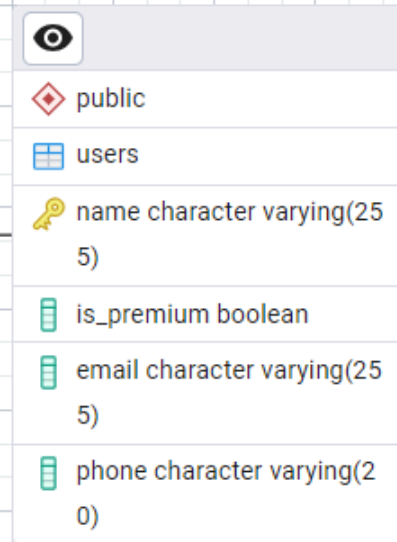 public
users
name character varying(25
5)
is_premium boolean
email character varying(25
5)
phone character varying(2
0)